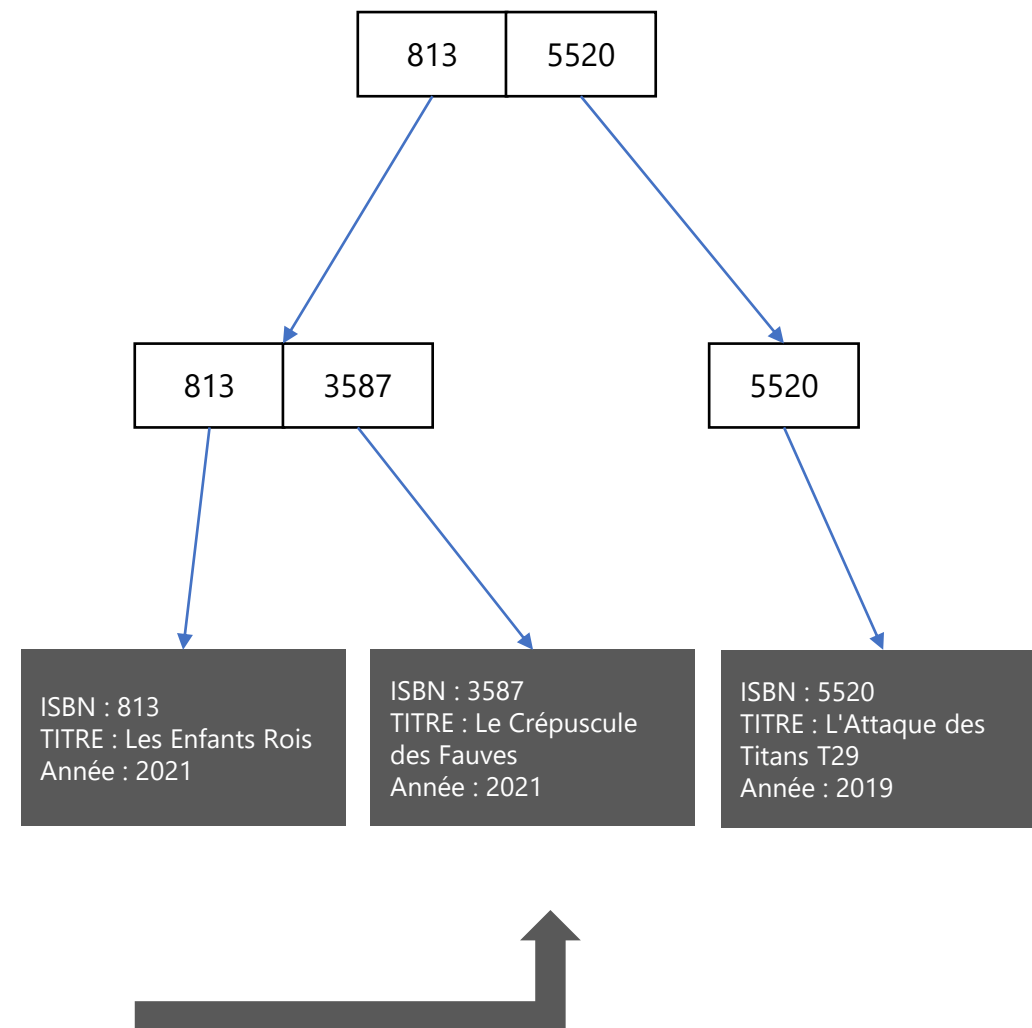 813 5520
813 3587 5520
ISBN : 813
TITRE : Les Enfants Rois
Année : 2021
ISBN : 3587
TITRE : Le Crépuscule
des Fauves
Année : 2021
ISBN : 5520
TITRE : L'Attaque des
Titans T29
Année : 2019